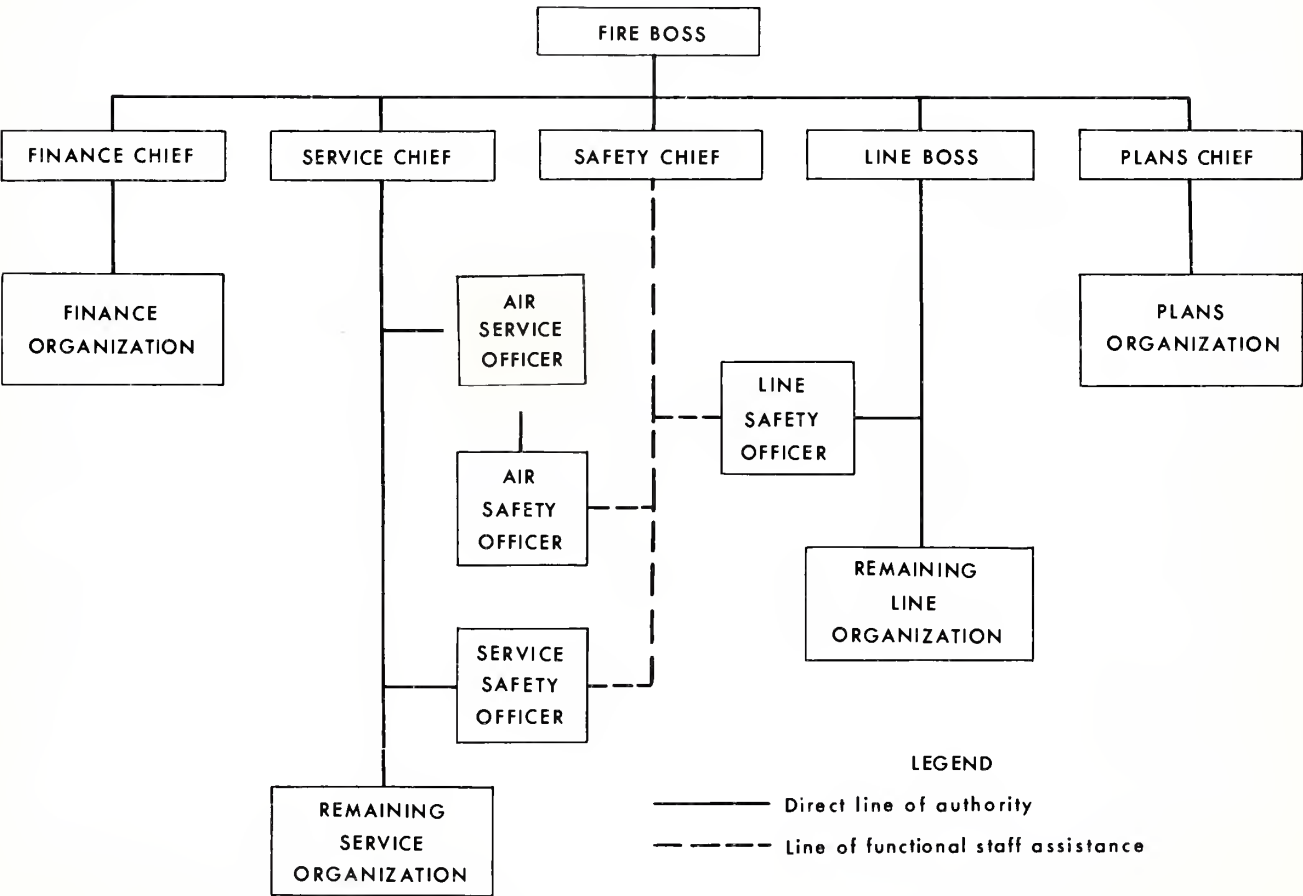 FIRE BOSS
FINANCE CHIEF
SERVICE CHIEF
SAFETY CHIEF
LINE BOSS
PLANS CHIEF
FINANCE
ORGANIZATION
AIR
SERVICE
OFFICER
PLANS
ORGANIZATION
LINE
SAFETY
OFFICER
AIR
SAFETY
OFFICER
REMAINING
LINE
ORGANIZATION
SERVICE
SAFETY
OFFICER
REMAINING
SERVICE
ORGANIZATION
LEGEND
Direct line of authority
Line of functional staff assistance